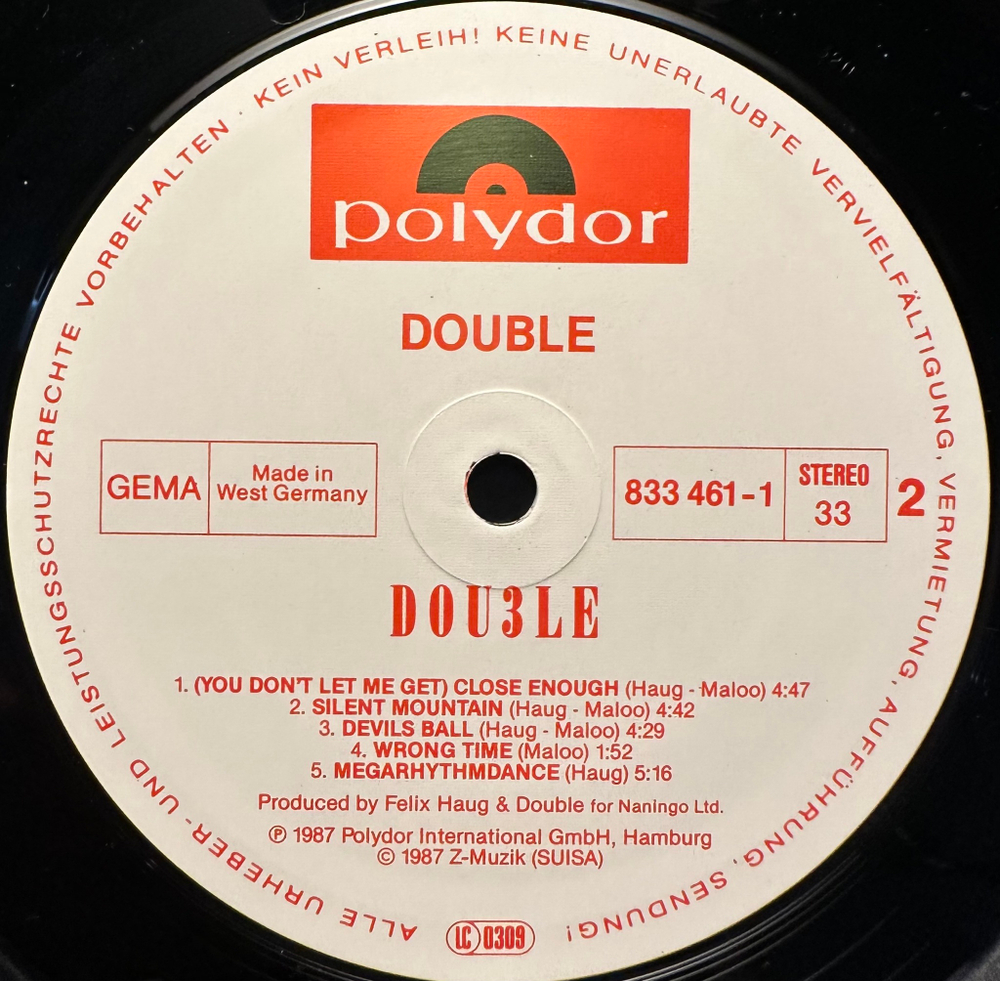 ALLE URHEBER- UND LEISTUNGSSCHUTZRECHTE VORBEHALTEN · KEIN VERLEIH! KEINE UNERLAUBTE VERVIELFÄLTIGUNG, VERMIETUNG, AUFFÜHRUNG, SENDUNG!
polydor
DOUBLE
GEMA
Made in
West Germany
833 461-1
STEREO
33
2
DOU3LE
1. (YOU DON'T LET ME GET) CLOSE ENOUGH (Haug - Maloo) 4:47
2. SILENT MOUNTAIN (Haug - Maloo) 4:42
3. DEVILS BALL (Haug - Maloo) 4:29
4. WRONG TIME (Maloo) 1:52
5. MEGARHYTHMDANCE (Haug) 5:16
Produced by Felix Haug & Double for Naningo Ltd.
℗ 1987 Polydor International GmbH, Hamburg
© 1987 Z-Muzik (SUISA)
LC 0309